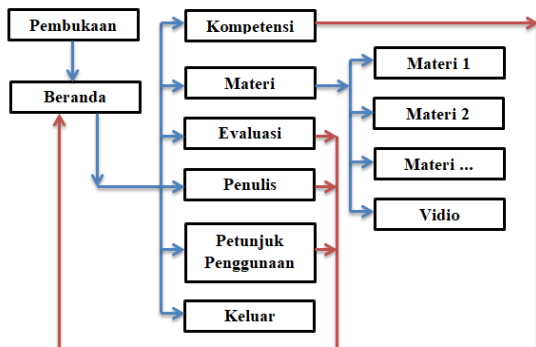 Pembukaan
Beranda
Kompetensi
Materi
Evaluasi
Penulis
Petunjuk
Penggunaan
Keluar
Materi 1
Materi 2
Materi ...
Vidio